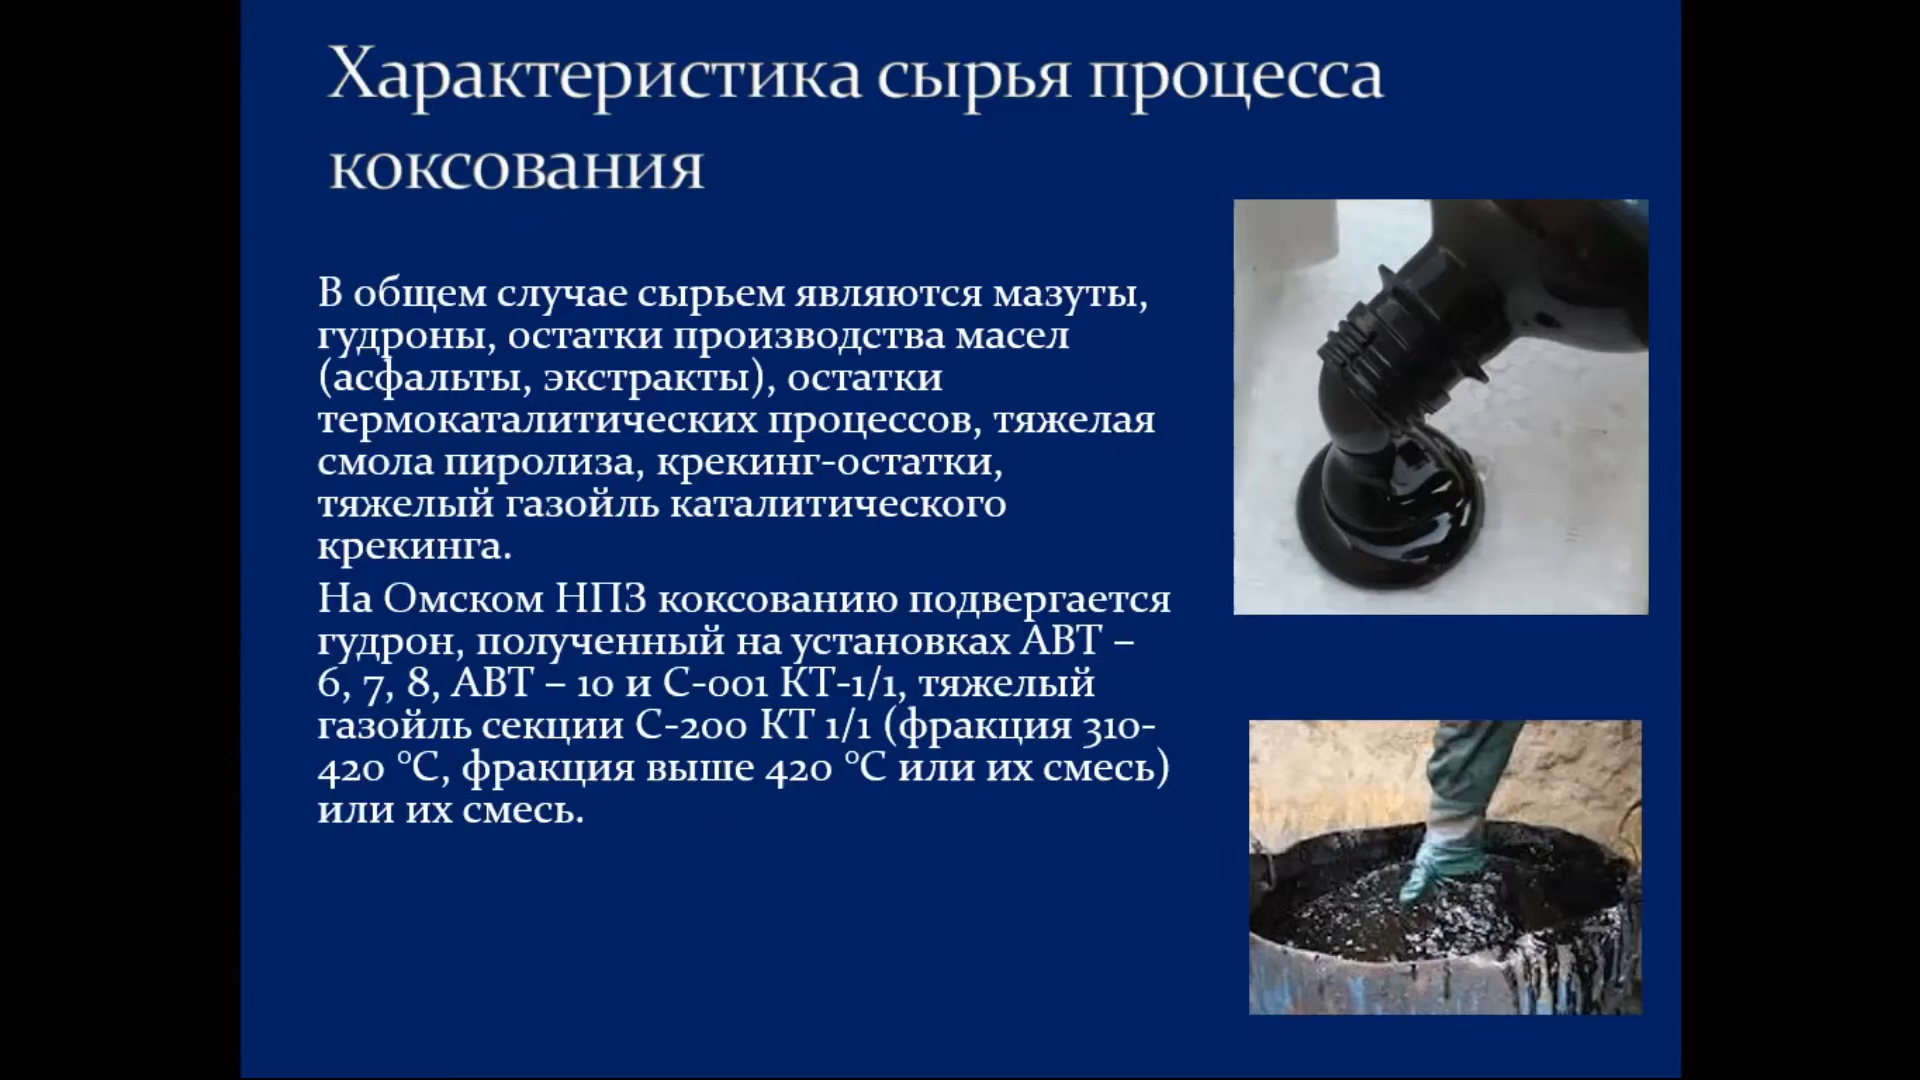 Характеристика сырья процесса
коксования
В общем случае сырьем являются мазуты,
гудроны, остатки производства масел
(асфальты, экстракты), остатки
термокаталитических процессов, тяжелая
смола пиролиза, крекинг-остатки,
тяжелый газойль каталитического
крекинга.
На Омском НПЗ коксованию подвергается
гудрон, полученный на установках АВТ –
6, 7, 8, АВТ – 10 и С-001 КТ-1/1, тяжелый
газойль секции С-200 КТ 1/1 (фракция 310-
420 °С, фракция выше 420 °С или их смесь)
или их смесь.